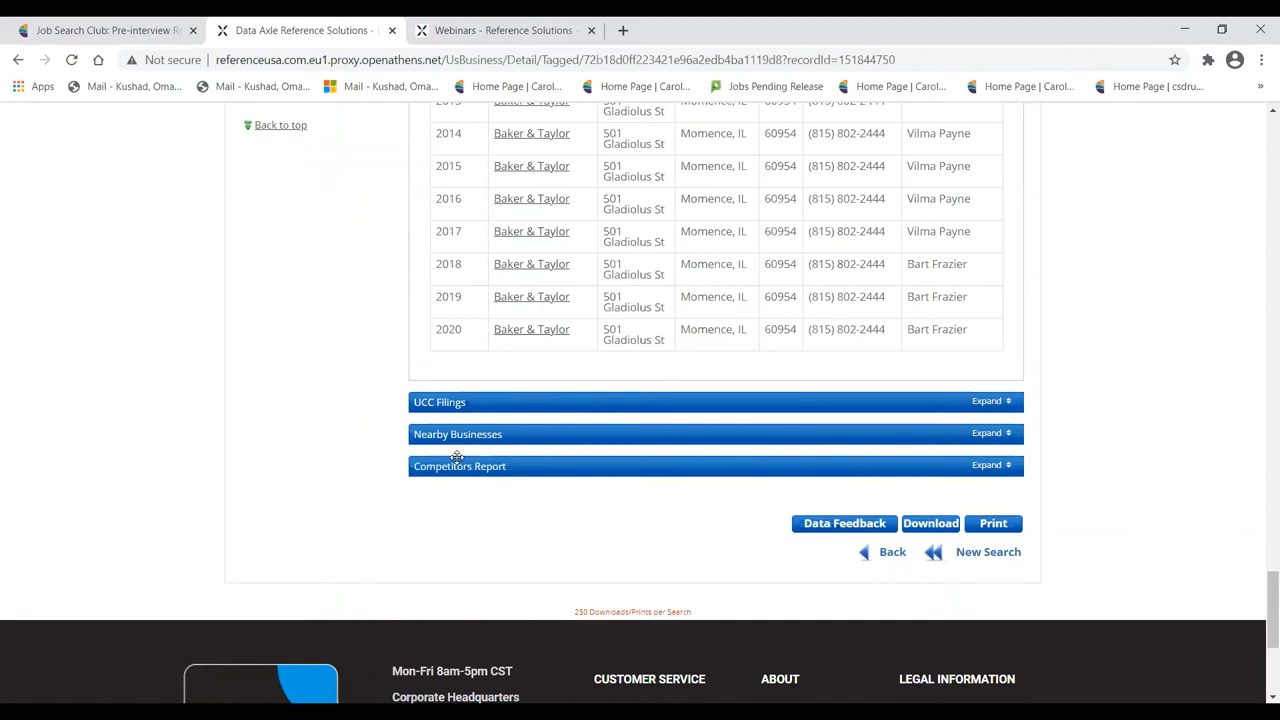 Job Search Club: Pre-interview R
Data Axle Reference Solutions -
Webinars - Reference Solutions -
Not secure
referenceusa.com.eu1.proxy.openathens.net/UsBusiness/Detail/Tagged/72b18d0ff223421e96a2edb4ba1119d8?recordId=151844750
Apps
Mail - Kushad, Oma...
Mail - Kushad, Oma...
Mail - Kushad, Oma...
Home Page | Carol...
Home Page | Carol...
Jobs Pending Release
Home Page | Carol...
Home Page | Carol...
Home Page | csdru...
»
Back to top
Gladiolus St
2014 Baker & Taylor 501 Momence, IL 60954 (815) 802-2444 Vilma Payne
Gladiolus St
2015 Baker & Taylor 501 Momence, IL 60954 (815) 802-2444 Vilma Payne
Gladiolus St
2016 Baker & Taylor 501 Momence, IL 60954 (815) 802-2444 Vilma Payne
Gladiolus St
2017 Baker & Taylor 501 Momence, IL 60954 (815) 802-2444 Vilma Payne
Gladiolus St
2018 Baker & Taylor 501 Momence, IL 60954 (815) 802-2444 Bart Frazier
Gladiolus St
2019 Baker & Taylor 501 Momence, IL 60954 (815) 802-2444 Bart Frazier
Gladiolus St
2020 Baker & Taylor 501 Momence, IL 60954 (815) 802-2444 Bart Frazier
Gladiolus St
UCC Filings Expand
Nearby Businesses Expand
Competitors Report Expand
Data Feedback Download Print
Back New Search
250 Downloads/Prints per Search
Mon-Fri 8am-5pm CST
Corporate Headquarters
CUSTOMER SERVICE
ABOUT
LEGAL INFORMATION